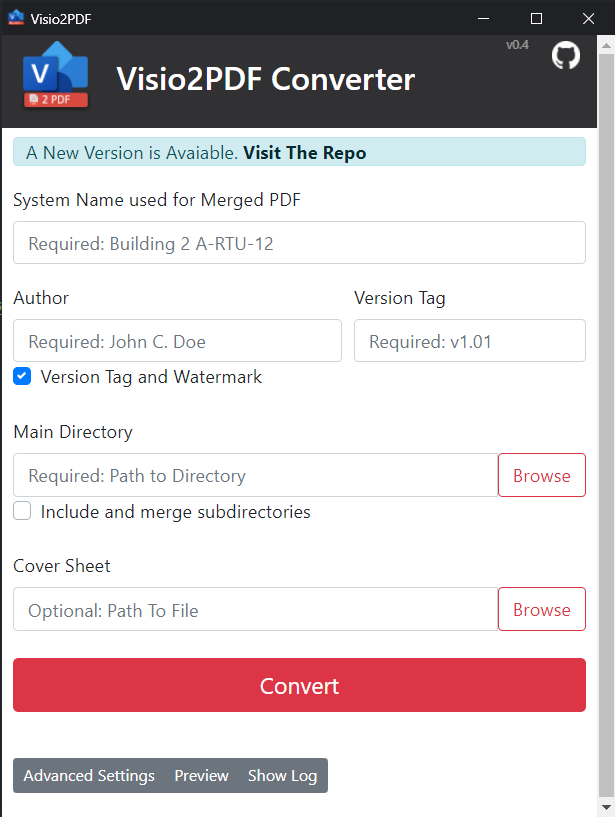 Visio2PDF
V
2 PDF
Visio2PDF Converter
v0.4
A New Version is Avaiable. Visit The Repo
System Name used for Merged PDF
Required: Building 2 A-RTU-12
Author
Version Tag
Required: John C. Doe
Required: v1.01
Version Tag and Watermark
Main Directory
Required: Path to Directory
Browse
Include and merge subdirectories
Cover Sheet
Optional: Path To File
Browse
Convert
Advanced Settings Preview Show Log